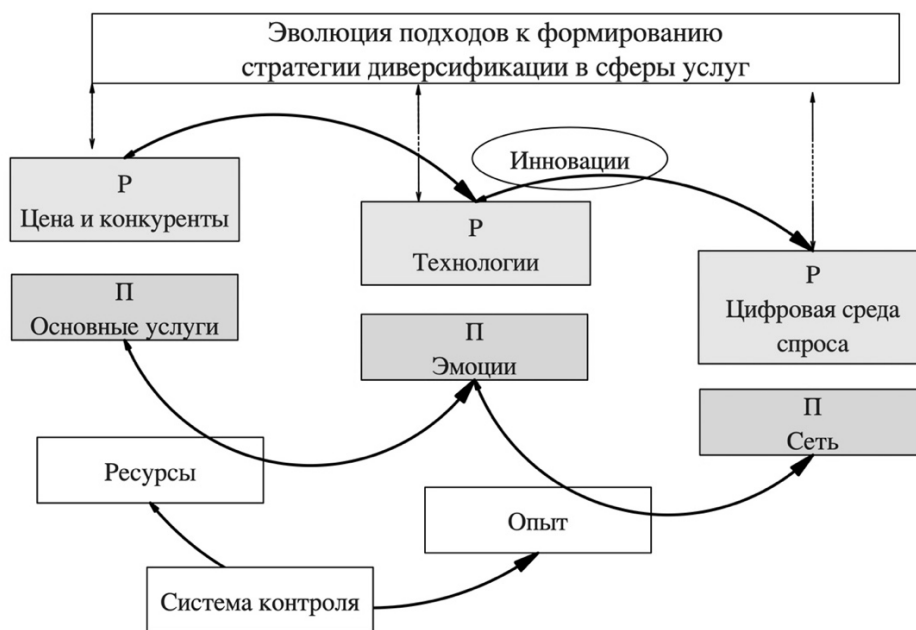 Эволюция подходов к формированию
стратегии диверсификации в сферы услуг
Инновации
Р
Цена и конкуренты
Р
Технологии
Р
Цифровая среда
спроса
П
Основные услуги
П
Эмоции
П
Сеть
Ресурсы
Опыт
Система контроля